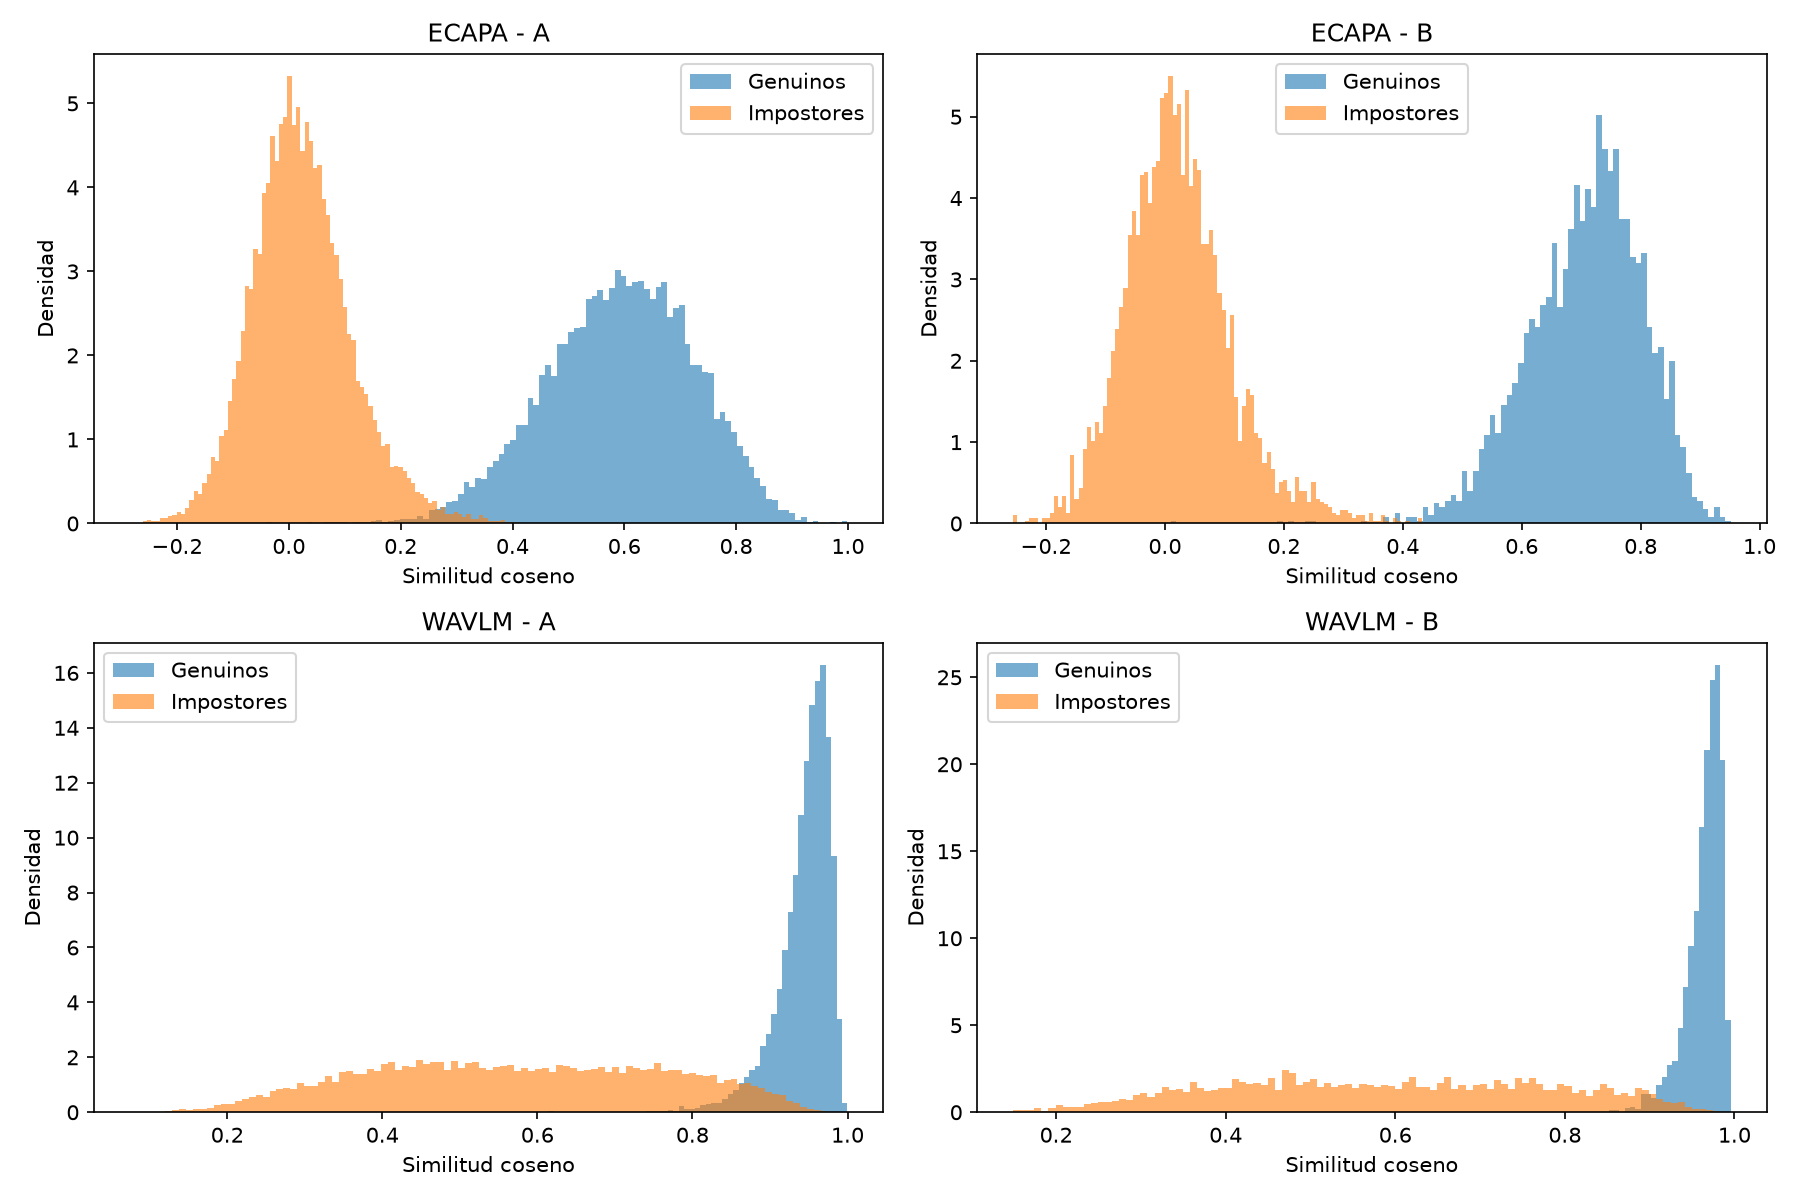 ECAPA - A
Genuinos
Impostores
5
4
3
2
1
0
Densidad
−0.2 0.0 0.2 0.4 0.6 0.8 1.0
Similitud coseno
ECAPA - B
Genuinos
Impostores
5
4
3
2
1
0
Densidad
−0.2 0.0 0.2 0.4 0.6 0.8 1.0
Similitud coseno
WAVLM - A
Genuinos
Impostores
16
14
12
10
8
6
4
2
0
Densidad
0.2 0.4 0.6 0.8 1.0
Similitud coseno
WAVLM - B
Genuinos
Impostores
25
20
15
10
5
0
Densidad
0.2 0.4 0.6 0.8 1.0
Similitud coseno